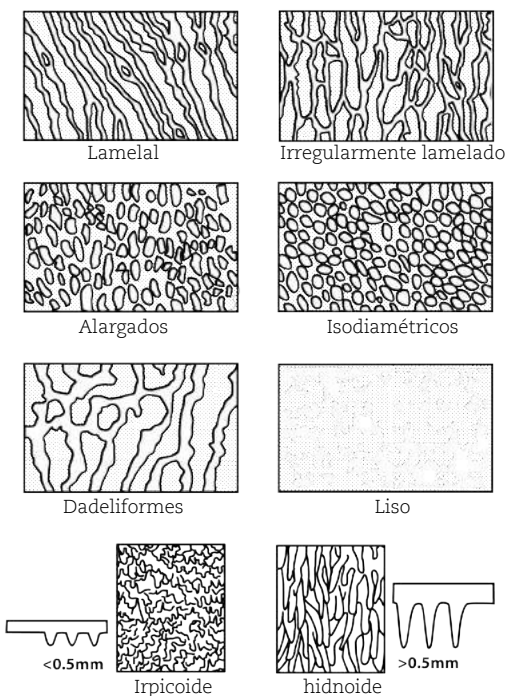 Lamelal
Irregularmente lamelado
Alargados
Isodiamétricos
Dadeliformes
Liso
<0.5mm
>0.5mm
Irpicoide
hidnoide